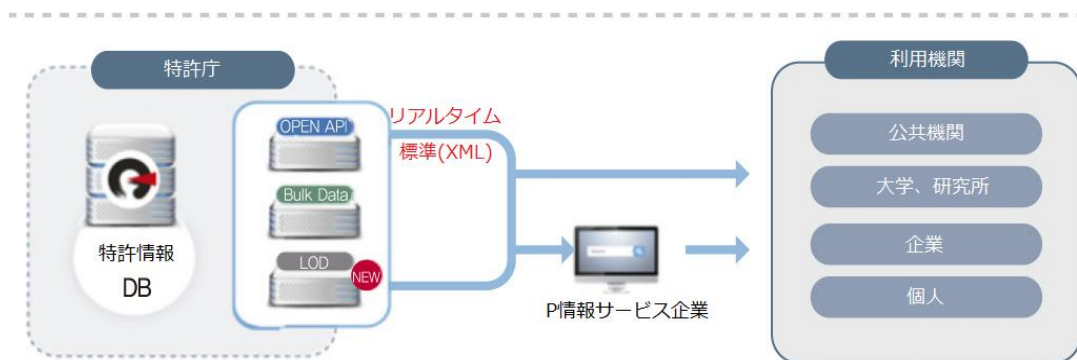 特許庁
特許情報
DB
OPEN API
Bulk Data
LOD
NEW
リアルタイム
標準(XML)
Search
P情報サービス企業
利用機関
公共機関
大学、研究所
企業
個人